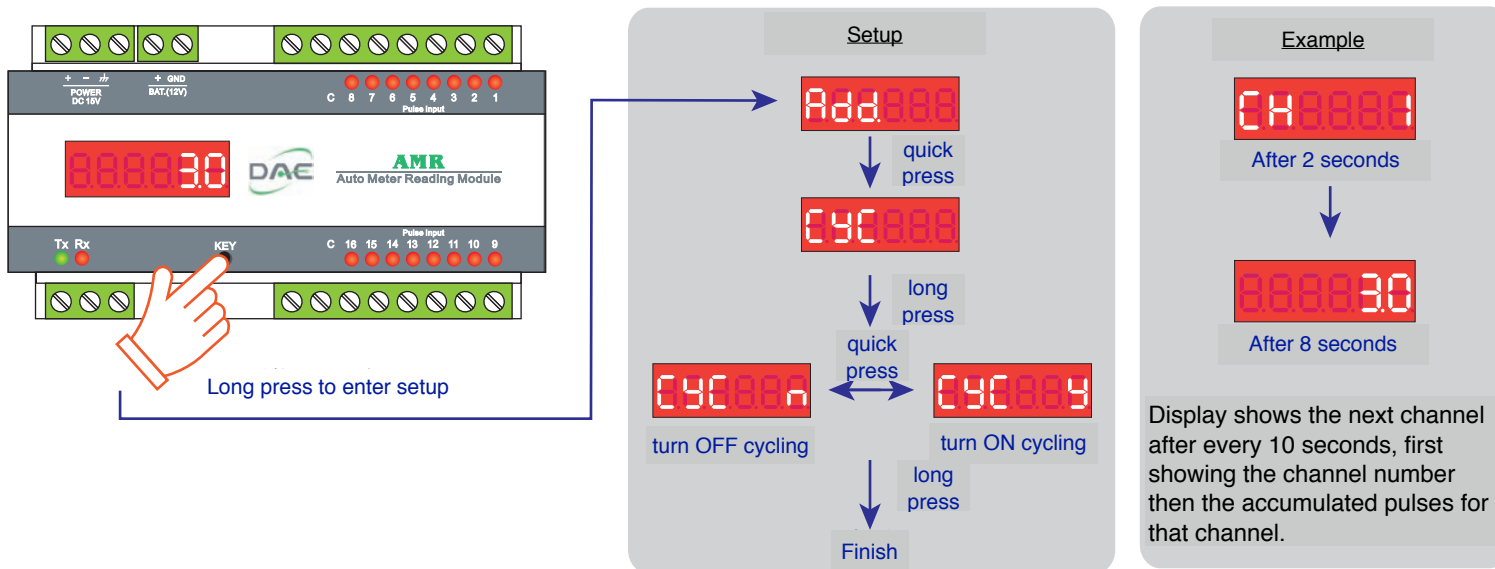 + -
POWER
DC 15V
+ GND
BAT.(12V)
C 8 7 6 5 4 3 2 1
Pulse Input
3.0
DAE
AMR
Auto Meter Reading Module
Tx Rx
KEY
Pulse Input
C 16 15 14 13 12 11 10 9
Long press to enter setup
Setup
Add
quick
press
CYC
long
press
quick
press
CYC n
CYC y
turn OFF cycling
turn ON cycling
long
press
Finish
Example
CH 1
After 2 seconds
3.0
After 8 seconds
Display shows the next channel
after every 10 seconds, first
showing the channel number
then the accumulated pulses for
that channel.